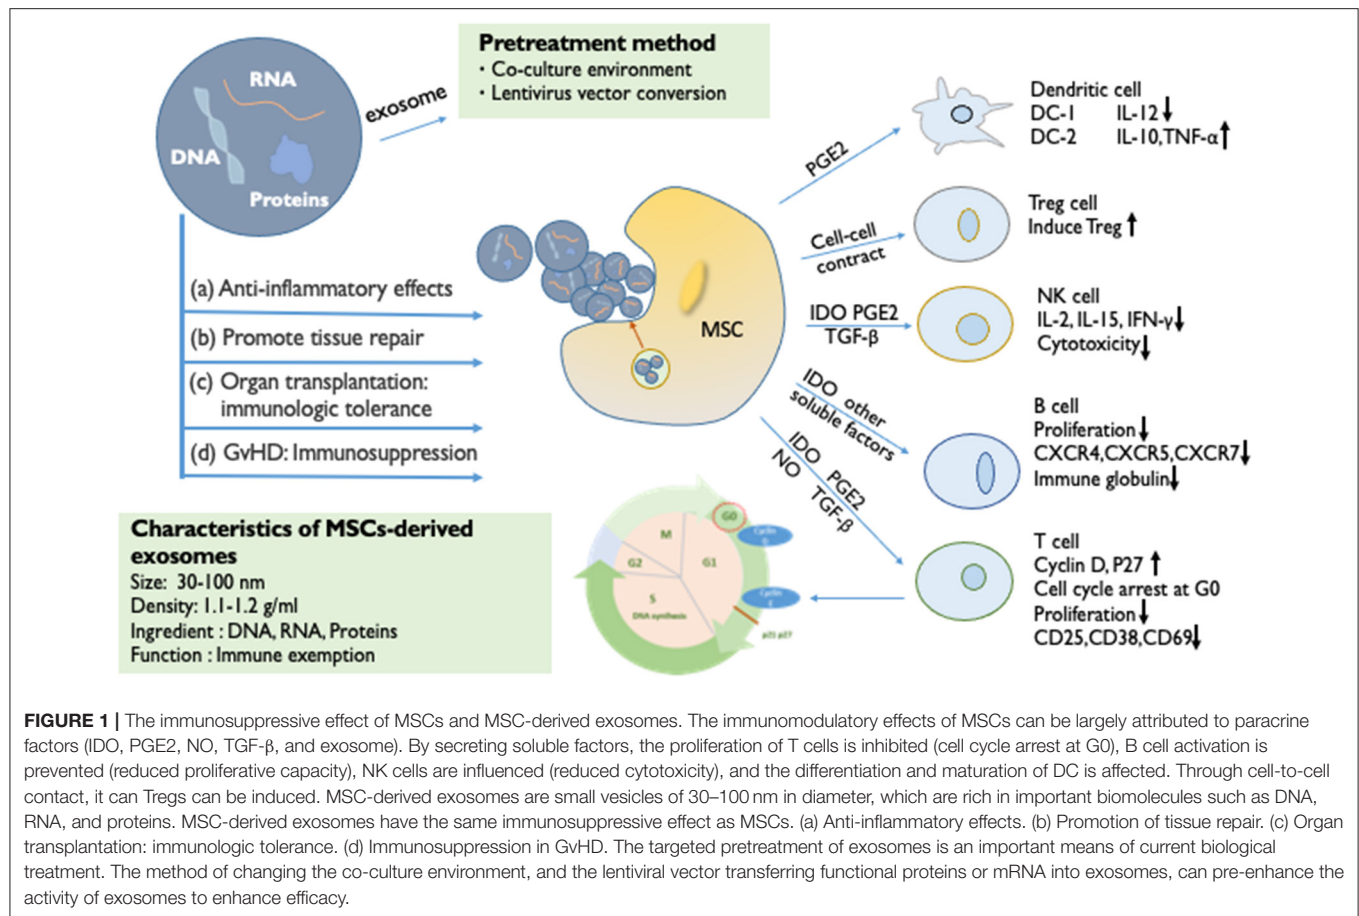 RNA
DNA
Proteins
exosome
Pretreatment method
· Co-culture environment
· Lentivirus vector conversion
(a) Anti-inflammatory effects
(b) Promote tissue repair
(c) Organ transplantation:
immunologic tolerance
(d) GvHD: Immunosuppression
MSC
PGE2
Dendritic cell
DC-1 IL-12↓
DC-2 IL-10,TNF-α↑
Cell-cell
contract
Treg cell
Induce Treg ↑
IDO PGE2
TGF-β
NK cell
IL-2, IL-15, IFN-γ↓
Cytotoxicity↓
IDO other
soluble factors
B cell
Proliferation↓
CXCR4,CXCR5,CXCR7↓
Immune globulin↓
IDO PGE2
NO TGF-β
T cell
Cyclin D, P27 ↑
Cell cycle arrest at G0
Proliferation↓
CD25,CD38,CD69↓
Characteristics of MSCs-derived
exosomes
Size: 30-100 nm
Density: 1.1-1.2 g/ml
Ingredient : DNA, RNA, Proteins
Function : Immune exemption
G0
M
G2
G1
S
DNA synthesis
FIGURE 1 | The immunosuppressive effect of MSCs and MSC-derived exosomes. The immunomodulatory effects of MSCs can be largely attributed to paracrine
factors (IDO, PGE2, NO, TGF-β, and exosome). By secreting soluble factors, the proliferation of T cells is inhibited (cell cycle arrest at G0), B cell activation is
prevented (reduced proliferative capacity), NK cells are influenced (reduced cytotoxicity), and the differentiation and maturation of DC is affected. Through cell-to-cell
contact, it can Tregs can be induced. MSC-derived exosomes are small vesicles of 30–100 nm in diameter, which are rich in important biomolecules such as DNA,
RNA, and proteins. MSC-derived exosomes have the same immunosuppressive effect as MSCs. (a) Anti-inflammatory effects. (b) Promotion of tissue repair. (c) Organ
transplantation: immunologic tolerance. (d) Immunosuppression in GvHD. The targeted pretreatment of exosomes is an important means of current biological
treatment. The method of changing the co-culture environment, and the lentiviral vector transferring functional proteins or mRNA into exosomes, can pre-enhance the
activity of exosomes to enhance efficacy.